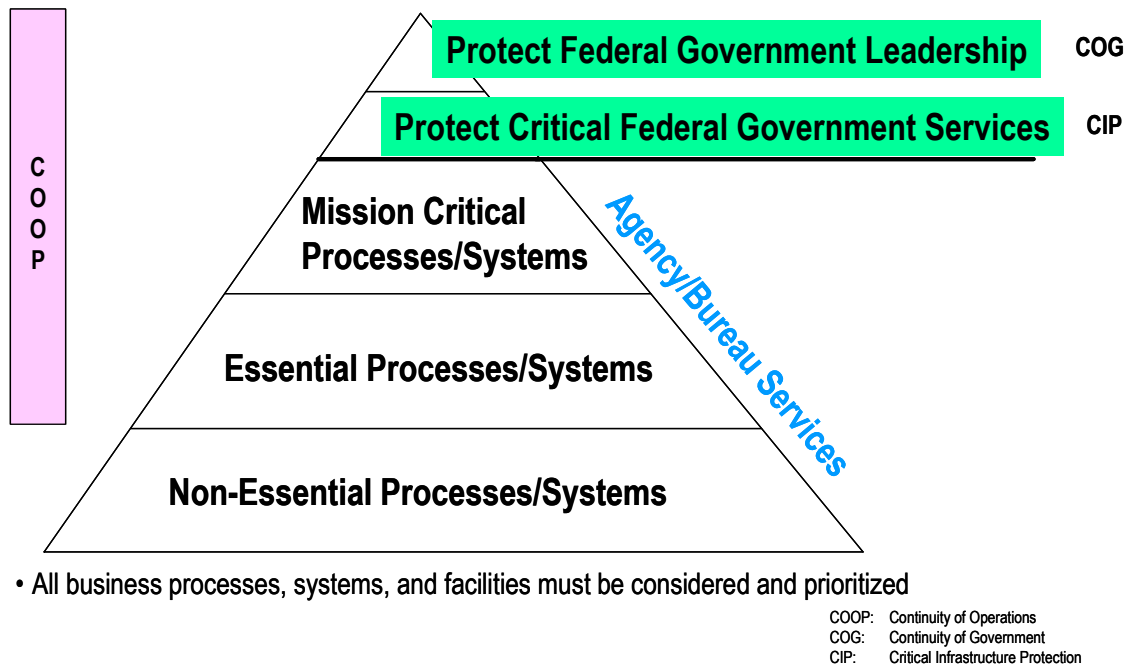 Protect Federal Government Leadership
COG
Protect Critical Federal Government Services
CIP
C
O
O
P
Mission Critical
Processes/Systems
Agency/Bureau Services
Essential Processes/Systems
Non-Essential Processes/Systems
• All business processes, systems, and facilities must be considered and prioritized
COOP: Continuity of Operations
COG: Continuity of Government
CIP: Critical Infrastructure Protection